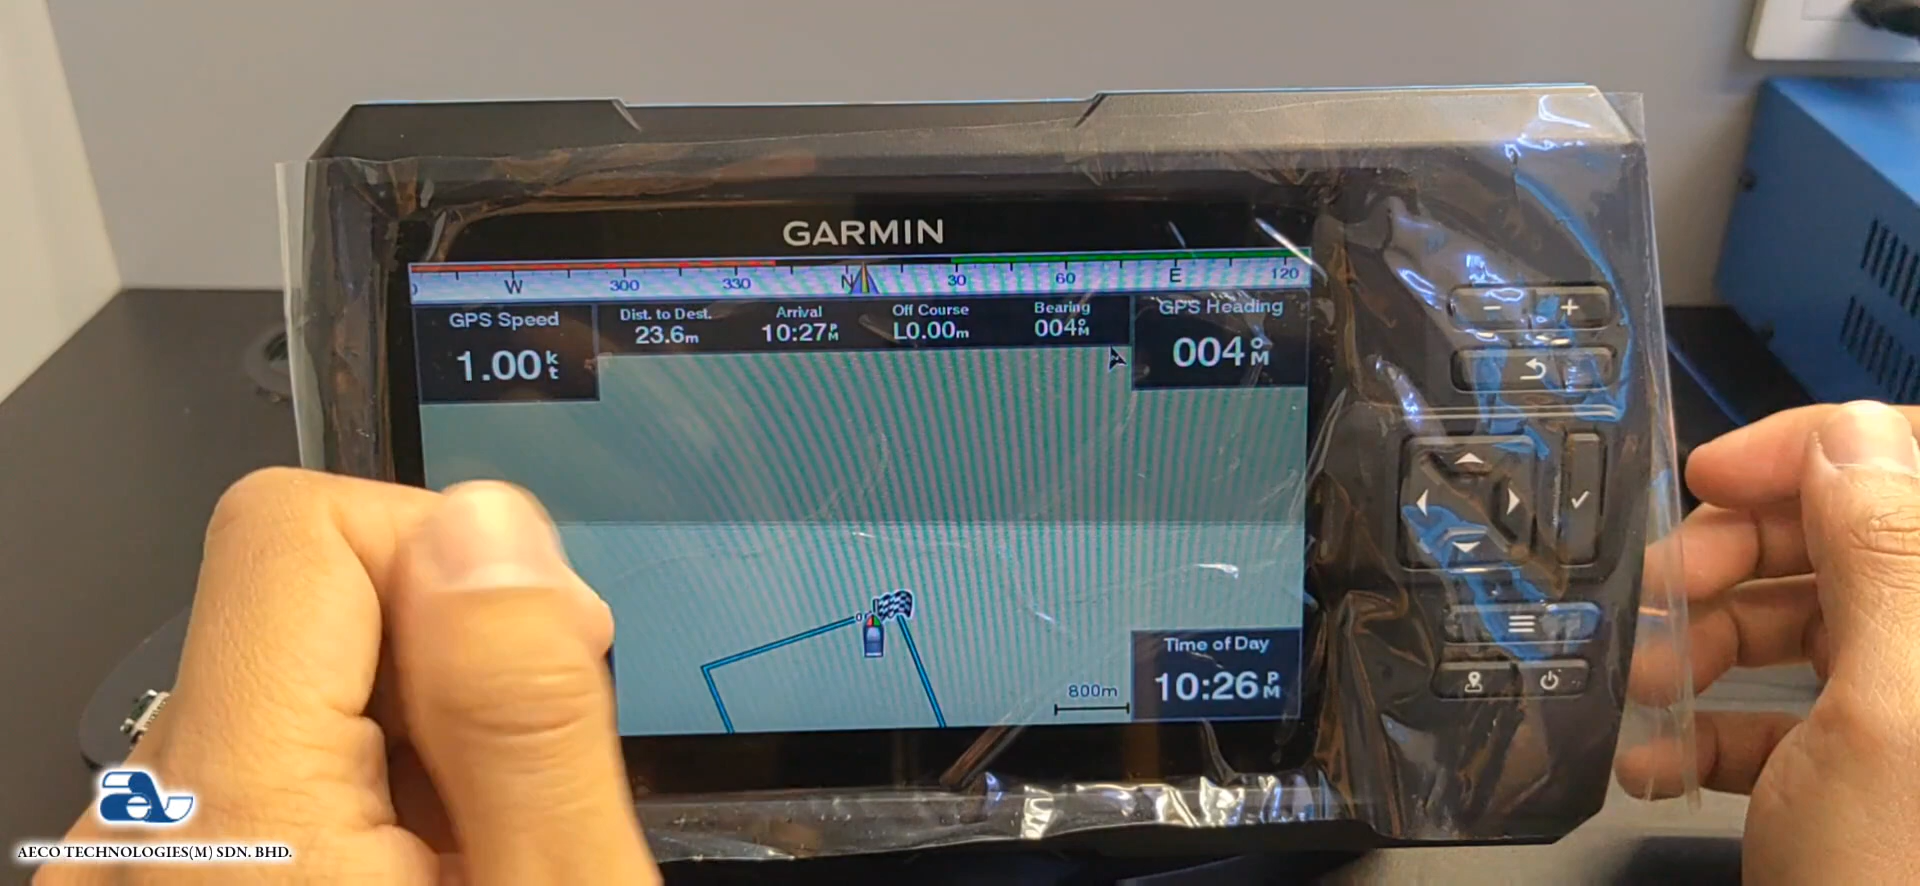 GARMIN
W 300 330 N 30 60 E 120
GPS Speed
1.00kt
Dist. to Dest.
23.6m
Arrival
10:27PM
Off Course
L0.00m
Bearing
004°M
GPS Heading
004°M
0
800m
Time of Day
10:26PM
AECO TECHNOLOGIES(M) SDN. BHD.